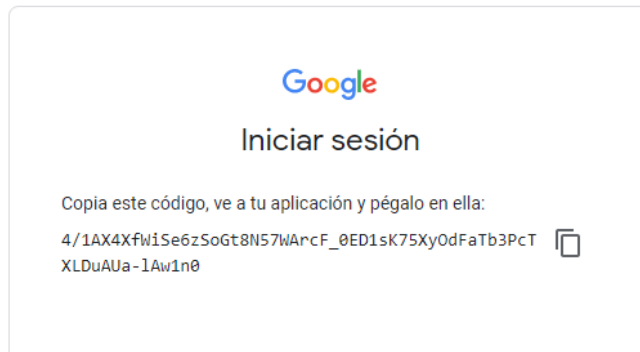 Google
Iniciar sesión
Copia este código, ve a tu aplicación y pégalo en ella:
4/1AX4XfWiSe6zSoGt8N57WArcF_0ED1sK75XyOdFaTb3PcT
XLDuAUa-lAw1n0